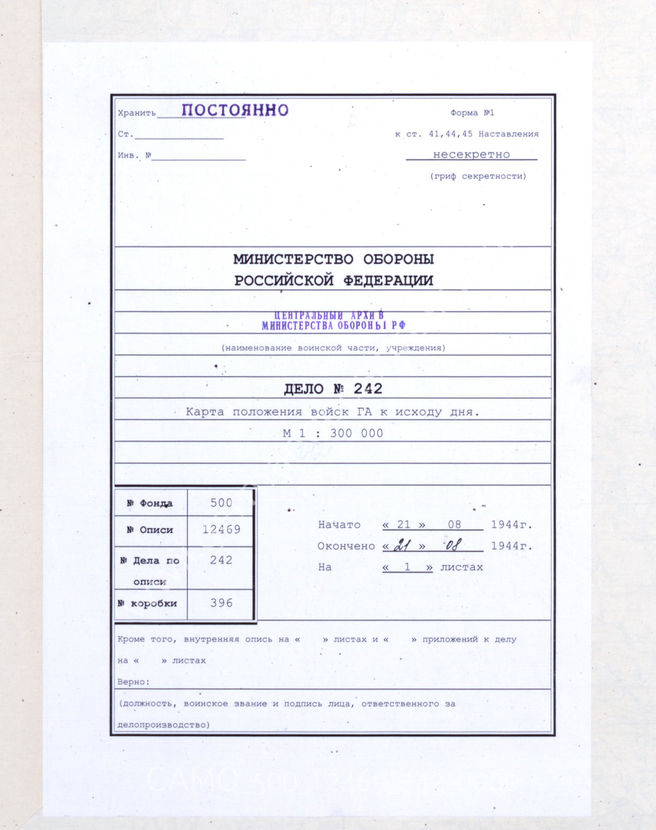 Хранить ПОСТОЯННО
Форма №1
Ст.
к ст. 41,44,45 Наставления
Инв. №
несекретно
(гриф секретности)
МИНИСТЕРСТВО ОБОРОНЫ
РОССИЙСКОЙ ФЕДЕРАЦИИ
ЦЕНТРАЛЬНЫЙ АРХИВ
МИНИСТЕРСТВА ОБОРОНЫ РФ
(наименование воинской части, учреждения)
ДЕЛО № 242
Карта положения войск ГА к исходу дня.
М 1 : 300 000
№ Фонда 500
№ Описи 12469
№ Дела по 242
описи
№ коробки 396
Начато « 21 » 08 1944г.
Окончено « 21 » 08 1944г.
На « 1 » листах
Кроме того, внутренняя опись на « » листах и « » приложений к делу
на « » листах
Верно:
(должность, воинское звание и подпись лица, ответственного за
делопроизводство)